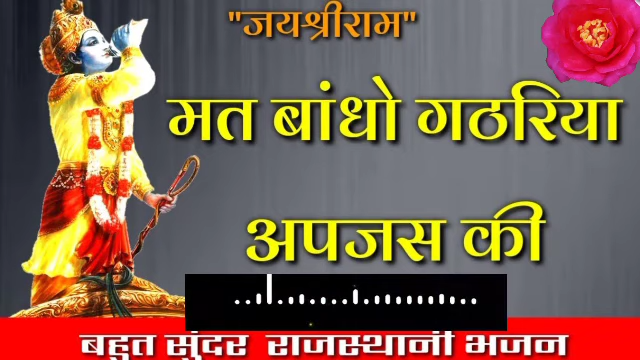 "जयश्रीराम"
मत बांधो गठरिया
अपजस की
बहुत सुंदर राजस्थानी भजन